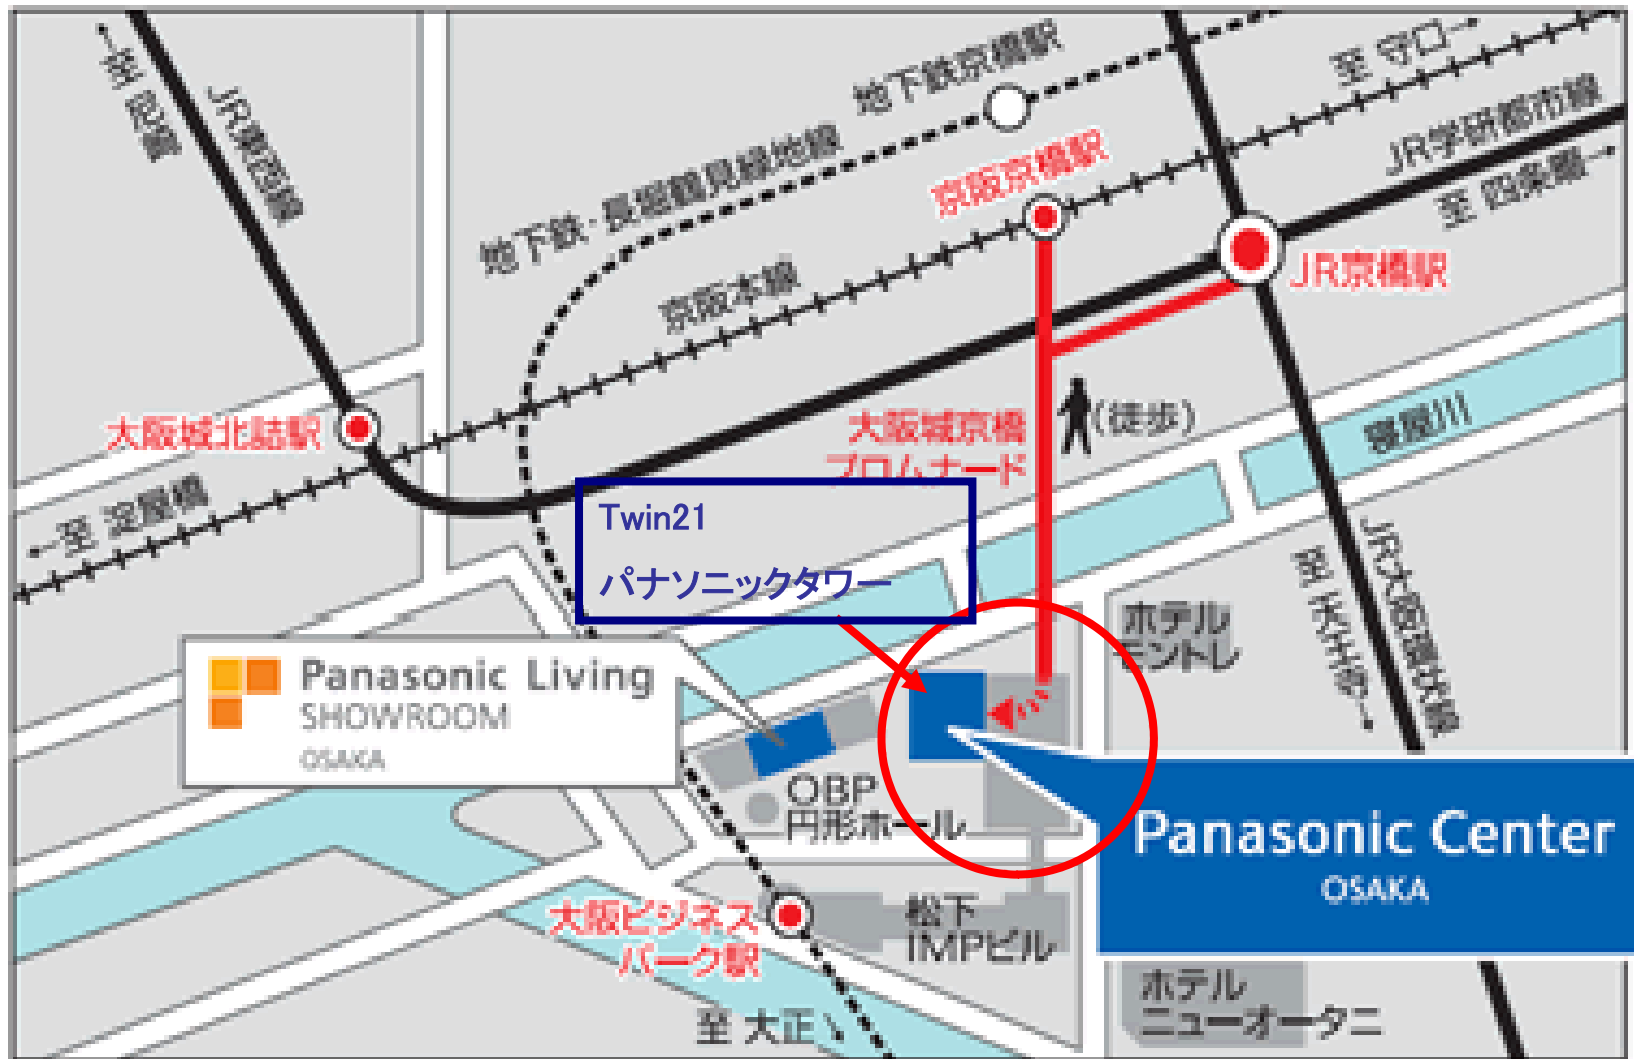 ←至 尼崎
JR東西線
地下鉄京橋駅
至 守口→
地下鉄・長堀鶴見緑地線
京阪京橋駅
JR学研都市線
至 四条畷→
京阪本線
JR京橋駅
大阪城北詰駅
大阪城京橋
プロムナード
(徒歩)
寝屋川
←至 淀屋橋
Twin21
パナソニックタワー
JR大阪環状線
至 天王寺→
ホテル
モントレ
Panasonic Living
SHOWROOM
OSAKA
OBP
円形ホール
Panasonic Center
OSAKA
大阪ビジネス
パーク駅
松下
IMPビル
ホテル
ニューオータニ
至 大正↘